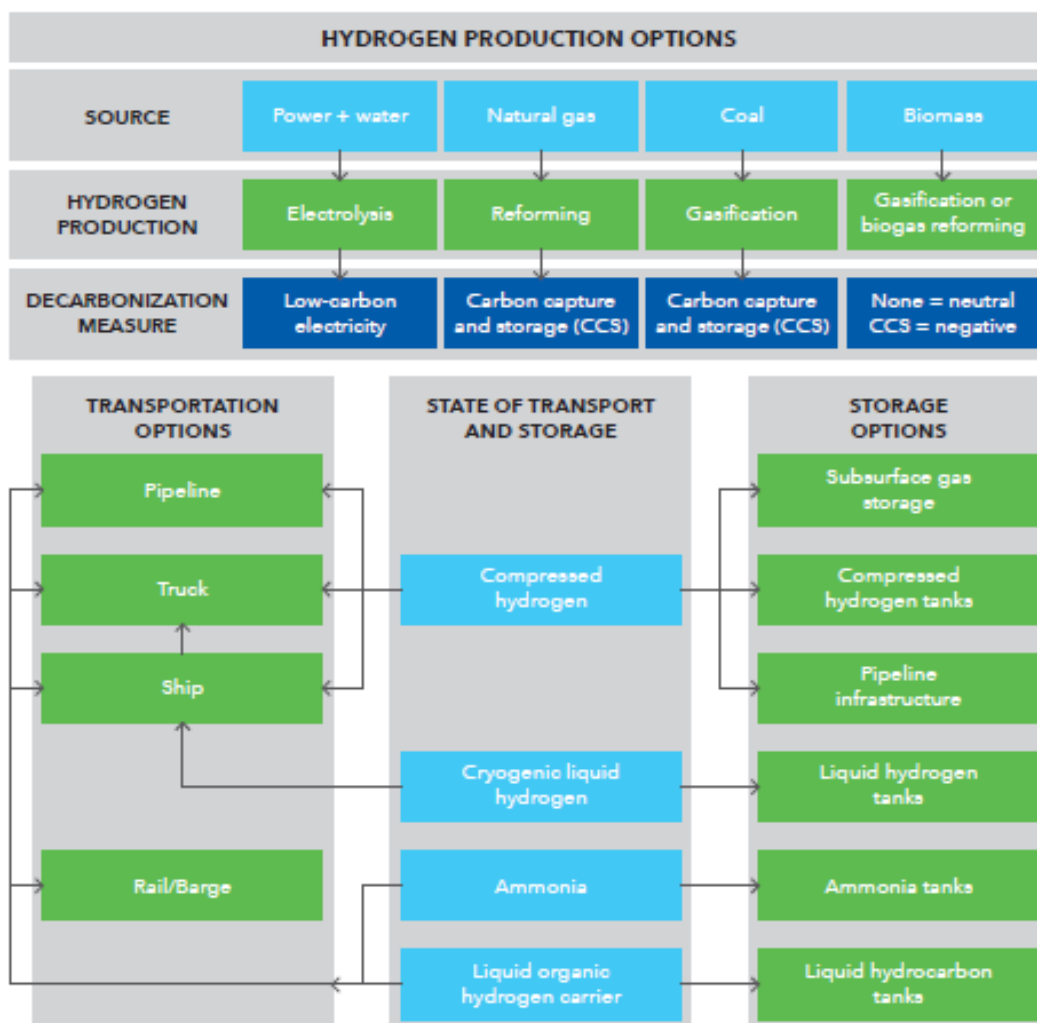 HYDROGEN PRODUCTION OPTIONS
SOURCE
Power + water
Natural gas
Coal
Biomass
HYDROGEN
PRODUCTION
Electrolysis
Reforming
Gasification
Gasification or
biogas reforming
DECARBONIZATION
MEASURE
Low-carbon
electricity
Carbon capture
and storage (CCS)
Carbon capture
and storage (CCS)
None = neutral
CCS = negative
TRANSPORTATION
OPTIONS
Pipeline
Truck
Ship
Rail/Barge
STATE OF TRANSPORT
AND STORAGE
Compressed
hydrogen
Cryogenic liquid
hydrogen
Ammonia
Liquid organic
hydrogen carrier
STORAGE
OPTIONS
Subsurface gas
storage
Compressed
hydrogen tanks
Pipeline
infrastructure
Liquid hydrogen
tanks
Ammonia tanks
Liquid hydrocarbon
tanks